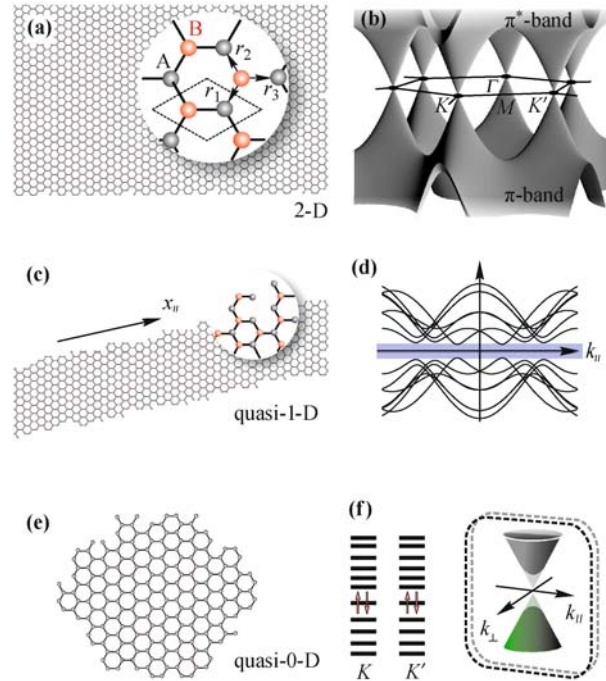 (a)
B
A
r2
r1
r3
2-D
(b)
π*-band
Γ
K
M
K′
π-band
(c)
x||
quasi-1-D
(d)
k||
(e)
quasi-0-D
(f)
K
K′
k⊥
k||